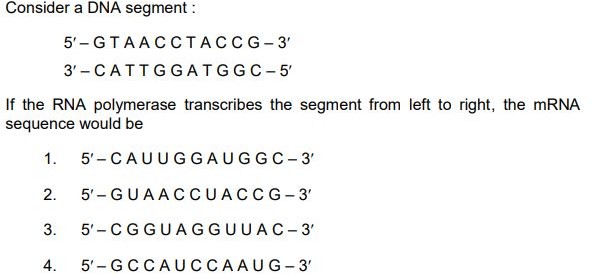 Consider a DNA segment :
5′ – G T A A C C T A C C G – 3′
3′ – C A T T G G A T G G C – 5′
If the RNA polymerase transcribes the segment from left to right, the mRNA
sequence would be
1. 5′ – C A U U G G A U G G C – 3′
2. 5′ – G U A A C C U A C C G – 3′
3. 5′ – C G G U A G G U U A C – 3′
4. 5′ – G C C A U C C A A U G – 3′